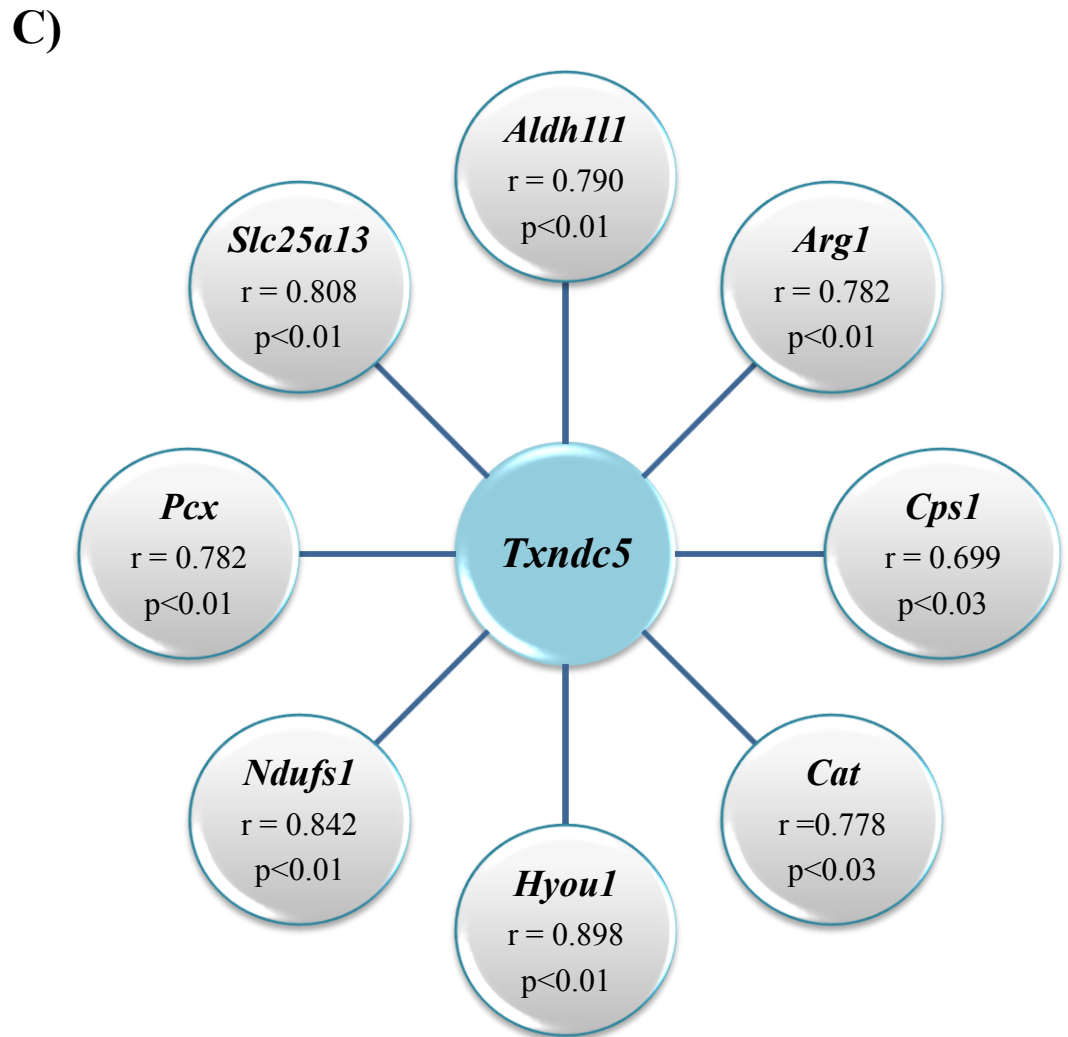 C)
Aldh1l1
r = 0.790
p<0.01
Slc25a13
r = 0.808
p<0.01
Arg1
r = 0.782
p<0.01
Pcx
r = 0.782
p<0.01
Txndc5
Cps1
r = 0.699
p<0.03
Ndufs1
r = 0.842
p<0.01
Cat
r =0.778
p<0.03
Hyou1
r = 0.898
p<0.01